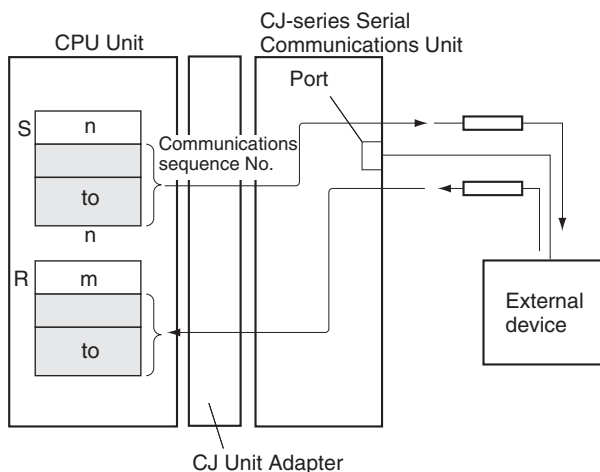 CJ-series Serial
Communications Unit
CPU Unit
Port
S
n
Communications
sequence No.
to
n
R
m
to
External
device
CJ Unit Adapter